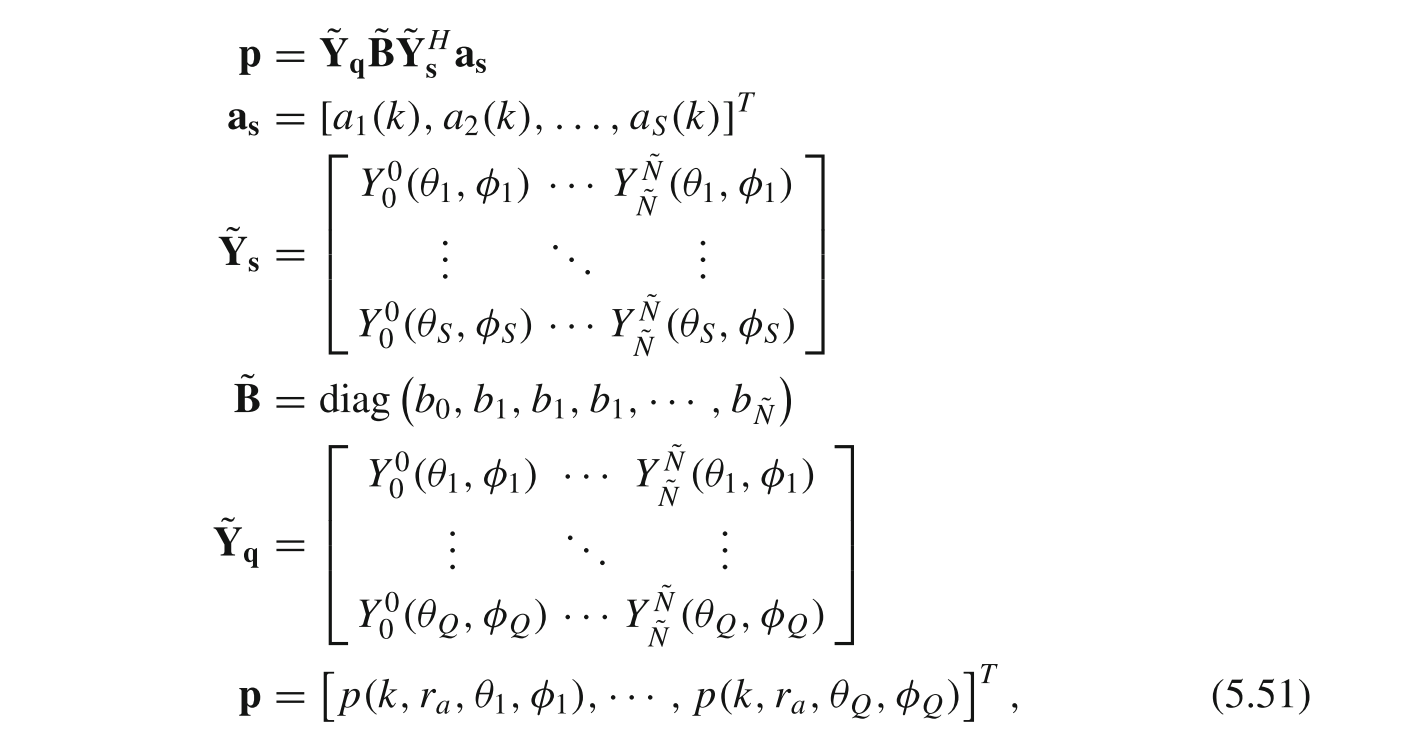 𝐩 = 𝐘̃_𝐪 𝐁̃ 𝐘̃_𝐬^H 𝐚_𝐬
𝐚_𝐬 = [a_1(k), a_2(k), . . . , a_S(k)]^T
𝐘̃_𝐬 = [ Y_0^0(θ_1, ϕ_1) ⋯ Y_Ñ^Ñ(θ_1, ϕ_1)
⋮ ⋱ ⋮
Y_0^0(θ_S, ϕ_S) ⋯ Y_Ñ^Ñ(θ_S, ϕ_S) ]
𝐁̃ = diag (b_0, b_1, b_1, b_1, ⋯ , b_Ñ)
𝐘̃_𝐪 = [ Y_0^0(θ_1, ϕ_1) ⋯ Y_Ñ^Ñ(θ_1, ϕ_1)
⋮ ⋱ ⋮
Y_0^0(θ_Q, ϕ_Q) ⋯ Y_Ñ^Ñ(θ_Q, ϕ_Q) ]
𝐩 = [p(k, r_a, θ_1, ϕ_1), ⋯ , p(k, r_a, θ_Q, ϕ_Q)]^T , (5.51)